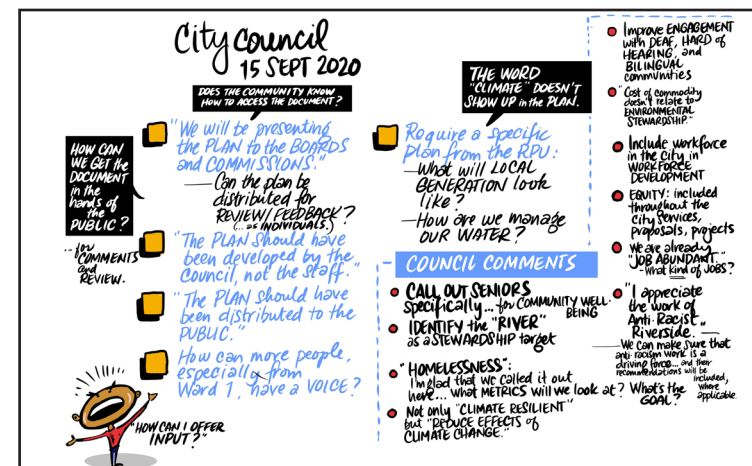 City Council
15 SEPT 2020
DOES THE COMMUNITY KNOW
HOW TO ACCESS THE DOCUMENT?
HOW CAN
WE GET the
DOCUMENT
in the
hands of
the
PUBLIC?
...for
"COMMENTS
and
REVIEW.
"We will be presenting
the PLAN to the BOARDS
and COMMISSIONS."
—Can the plan be
distributed for
REVIEW/FEEDBACK?
(...as INDIVIDUALS.)
"The PLAN Should have
been developed by the
Council, not the Staff."
"The PLAN Should have
been distributed to the
PUBLIC."
How can more people,
especially from
Ward 1, have a VOICE?
"HOW CAN I OFFER
INPUT?"
THE WORD
"CLIMATE" DOESN'T
SHOW UP in the PLAN.
Require a specific
plan from the RPU:
—What will LOCAL
GENERATION look
like?
—How are we manage
OUR WATER?
COUNCIL COMMENTS
CALL OUT SENIORS
specifically... for COMMUNITY WELL-
BEING
IDENTIFY the "RIVER"
as a STEWARDSHIP target
"HOMELESSNESS":
I'm glad that we called it out
here... what METRICS will we look at?
Not only "CLIMATE RESILIENT"
but "REDUCE EFFECTS of
CLIMATE CHANGE."
Improve ENGAGEMENT
with DEAF, HARD of
HEARING, and
BILINGUAL
communities
"Cost of commodity
doesn't relate to
ENVIRONMENTAL
STEWARDSHIP."
Include workforce
in the City in
WORKFORCE
DEVELOPMENT
EQUITY: included
throughout the
City Services,
proposals, projects
We are already
"JOB ABUNDANT."
-What kind of JOBS?
"I appreciate
the work of
Anti-Racist
Riverside."
—We can make sure that
anti-racism work is a
driving force... and their
recommendations will be
included,
where
applicable.
What's the
GOAL?